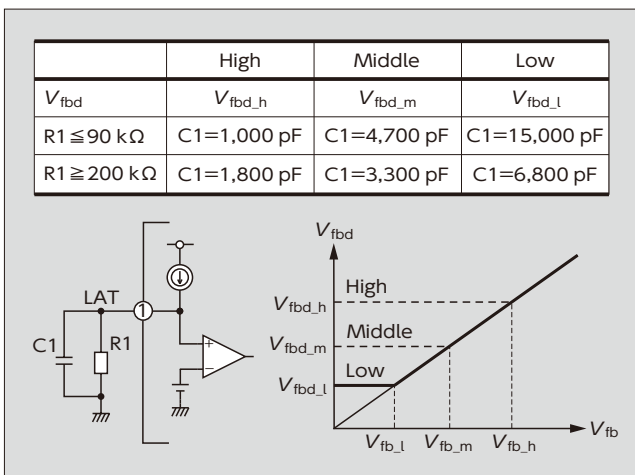 High Middle Low
Vfbd Vfbd_h Vfbd_m Vfbd_l
R1≦90 kΩ C1=1,000 pF C1=4,700 pF C1=15,000 pF
R1≧200 kΩ C1=1,800 pF C1=3,300 pF C1=6,800 pF
LAT
1
C1
R1
+
−
Vfbd
High
Vfbd_h
Middle
Vfbd_m
Low
Vfbd_l
Vfb_l Vfb_m Vfb_h
Vfb